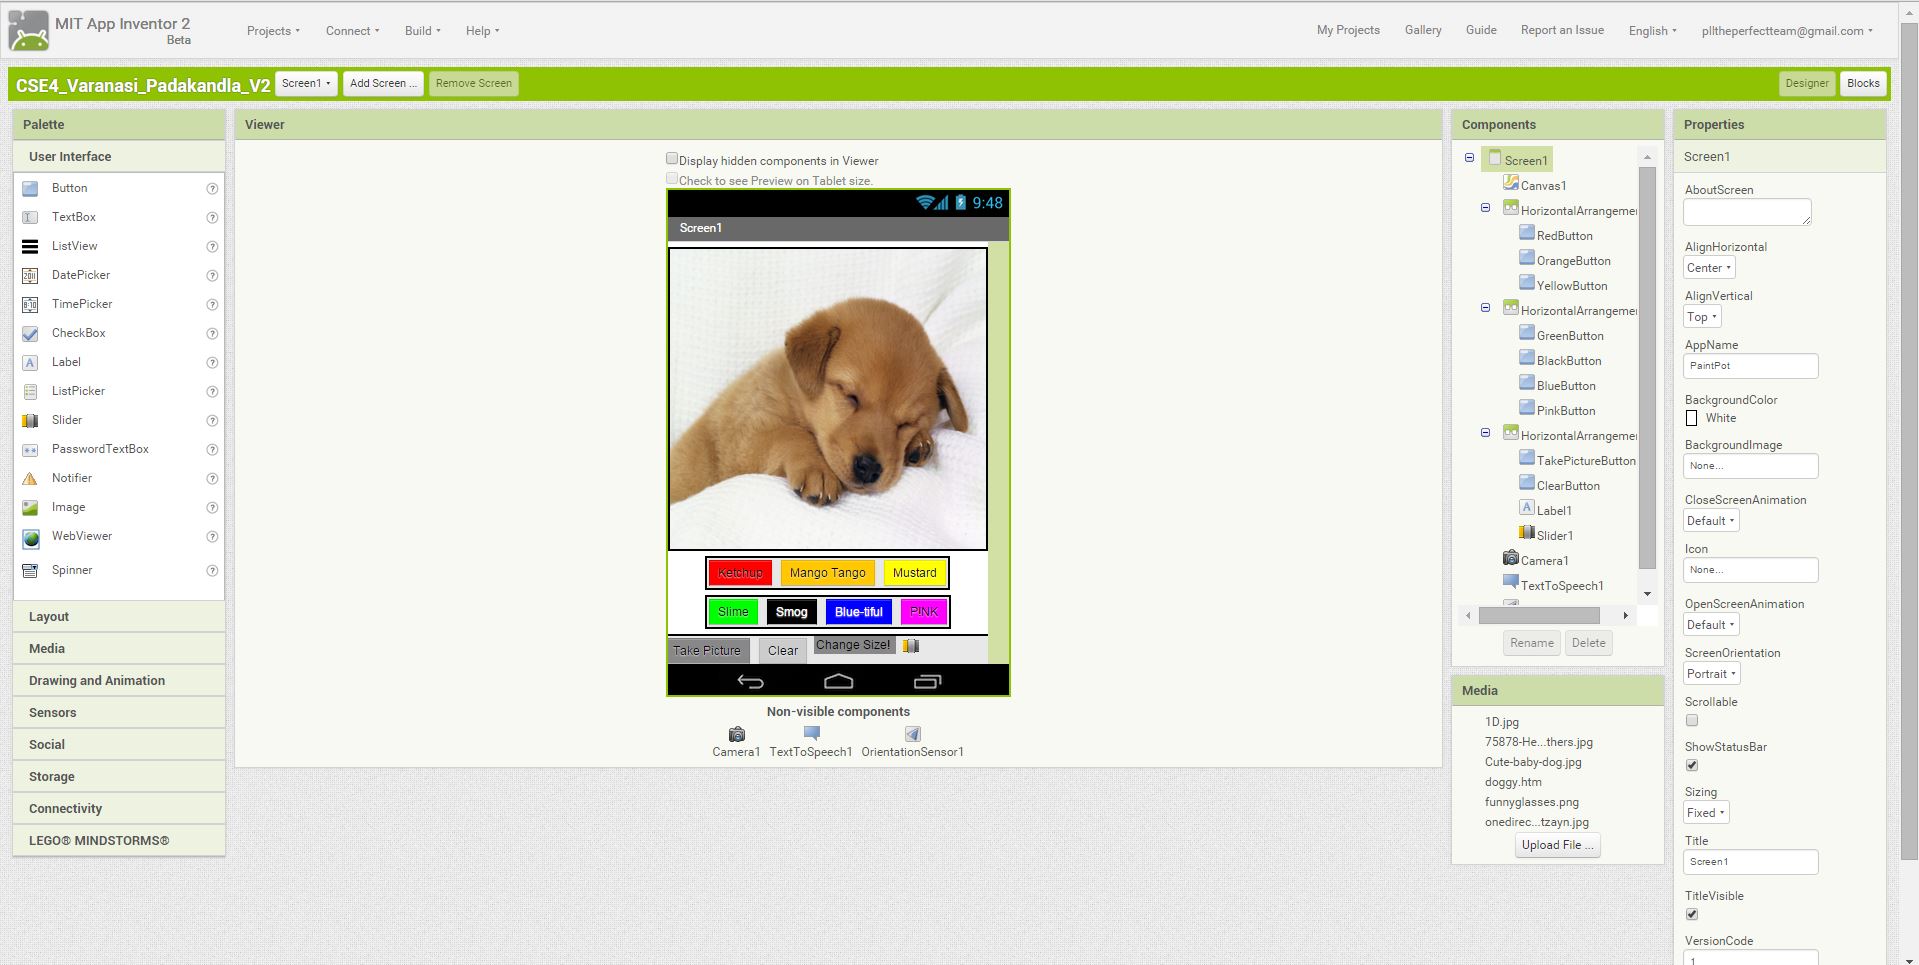 MIT App Inventor 2
Beta
Projects Connect Build Help
My Projects Gallery Guide Report an Issue English plltheperfectteam@gmail.com
CSE4_Varanasi_Padakandla_V2 Screen1 Add Screen ... Remove Screen
Designer Blocks
Palette
User Interface
Button
TextBox
ListView
DatePicker
TimePicker
CheckBox
Label
ListPicker
Slider
PasswordTextBox
Notifier
Image
WebViewer
Spinner
Layout
Media
Drawing and Animation
Sensors
Social
Storage
Connectivity
LEGO® MINDSTORMS®
Viewer
Display hidden components in Viewer
Check to see Preview on Tablet size.
9:48
Screen1
Ketchup Mango Tango Mustard
Slime Smog Blue-tiful P!NK
Take Picture Clear Change Size!
Non-visible components
Camera1 TextToSpeech1 OrientationSensor1
Components
Screen1
Canvas1
HorizontalArrangemer
RedButton
OrangeButton
YellowButton
HorizontalArrangemer
GreenButton
BlackButton
BlueButton
PinkButton
HorizontalArrangemer
TakePictureButton
ClearButton
Label1
Slider1
Camera1
TextToSpeech1
Rename Delete
Media
1D.jpg
75878-He...thers.jpg
Cute-baby-dog.jpg
doggy.htm
funnyglasses.png
onedirec...tzayn.jpg
Upload File ...
Properties
Screen1
AboutScreen
AlignHorizontal
Center
AlignVertical
Top
AppName
PaintPot
BackgroundColor
White
BackgroundImage
None...
CloseScreenAnimation
Default
Icon
None...
OpenScreenAnimation
Default
ScreenOrientation
Portrait
Scrollable
ShowStatusBar
Sizing
Fixed
Title
Screen1
TitleVisible
VersionCode
1